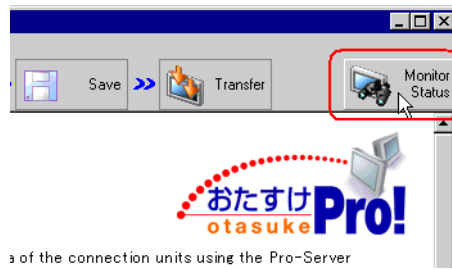 Save
Transfer
Monitor
Status
おたすけ Pro!
otasuke
a of the connection units using the Pro-Server